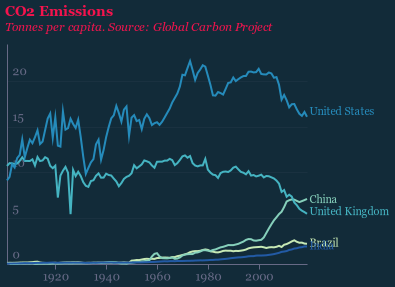 CO2 Emissions
Tonnes per capita. Source: Global Carbon Project
20
15
10
5
0
United States
China
United Kingdom
Brazil
1920
1940
1960
1980
2000